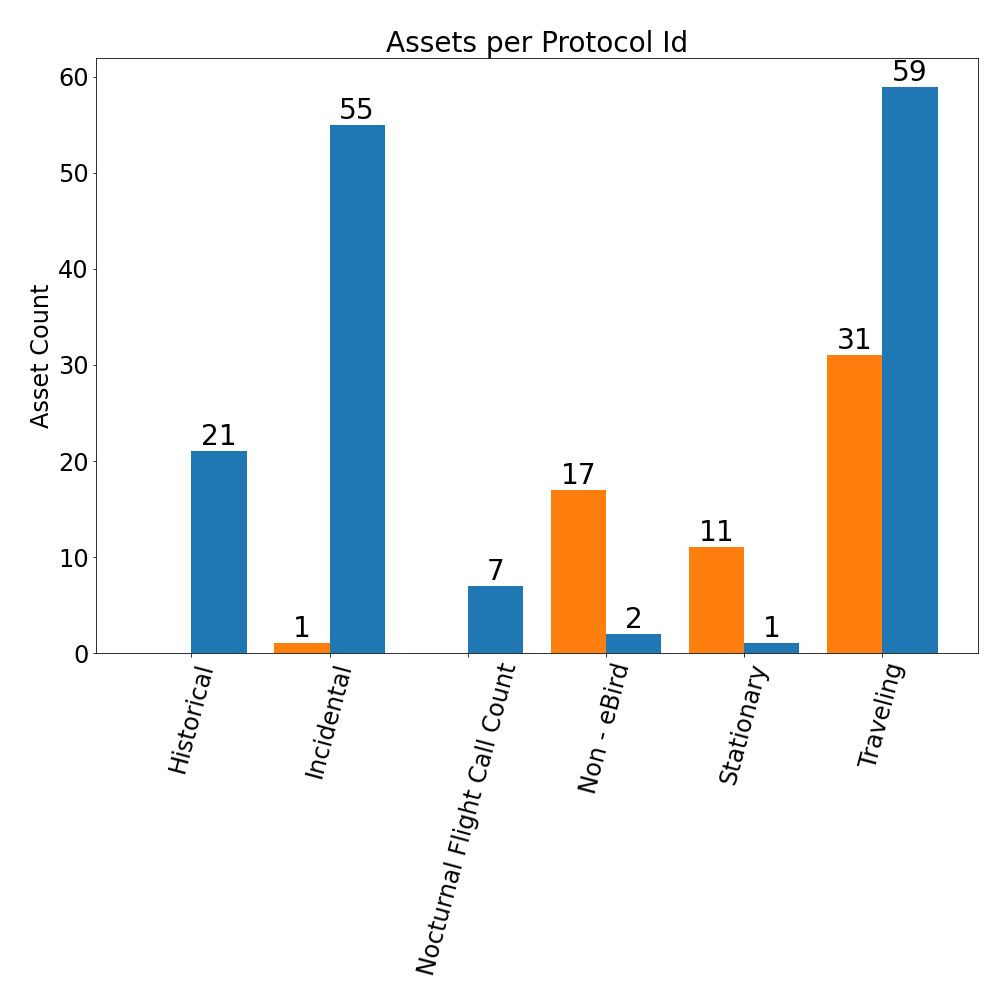 Assets per Protocol Id
Asset Count
60
50
40
30
20
10
0
21
1
55
7
17
2
11
1
31
59
Historical
Incidental
Nocturnal Flight Call Count
Non - eBird
Stationary
Traveling